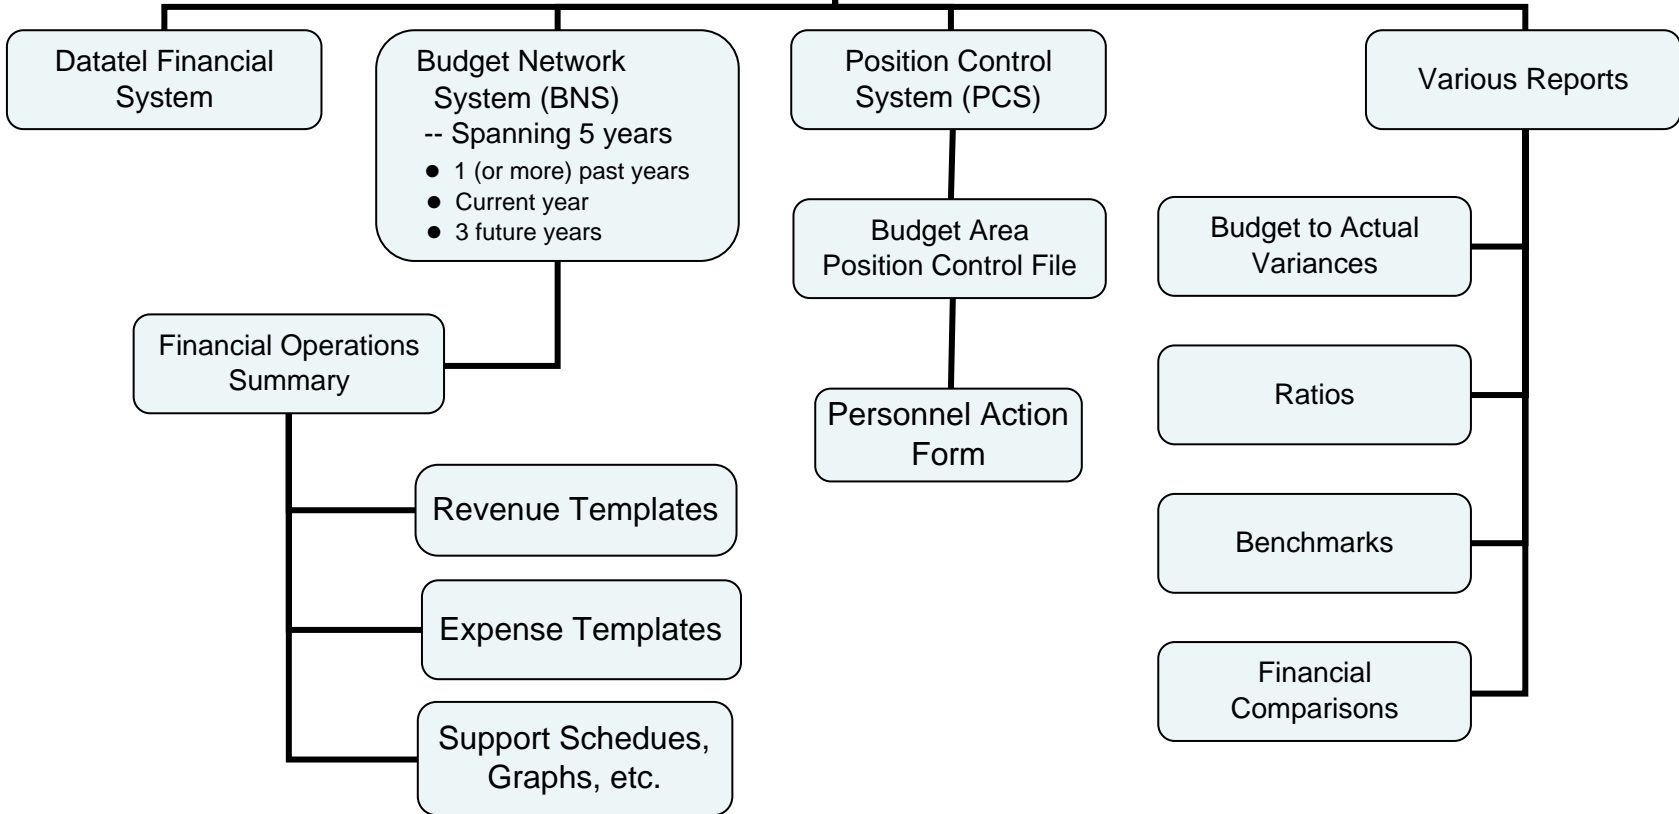 Datatel Financial
System
Budget Network
System (BNS)
-- Spanning 5 years
● 1 (or more) past years
● Current year
● 3 future years
Position Control
System (PCS)
Various Reports
Budget Area
Position Control File
Budget to Actual
Variances
Financial Operations
Summary
Ratios
Personnel Action
Form
Revenue Templates
Benchmarks
Expense Templates
Financial
Comparisons
Support Schedues,
Graphs, etc.